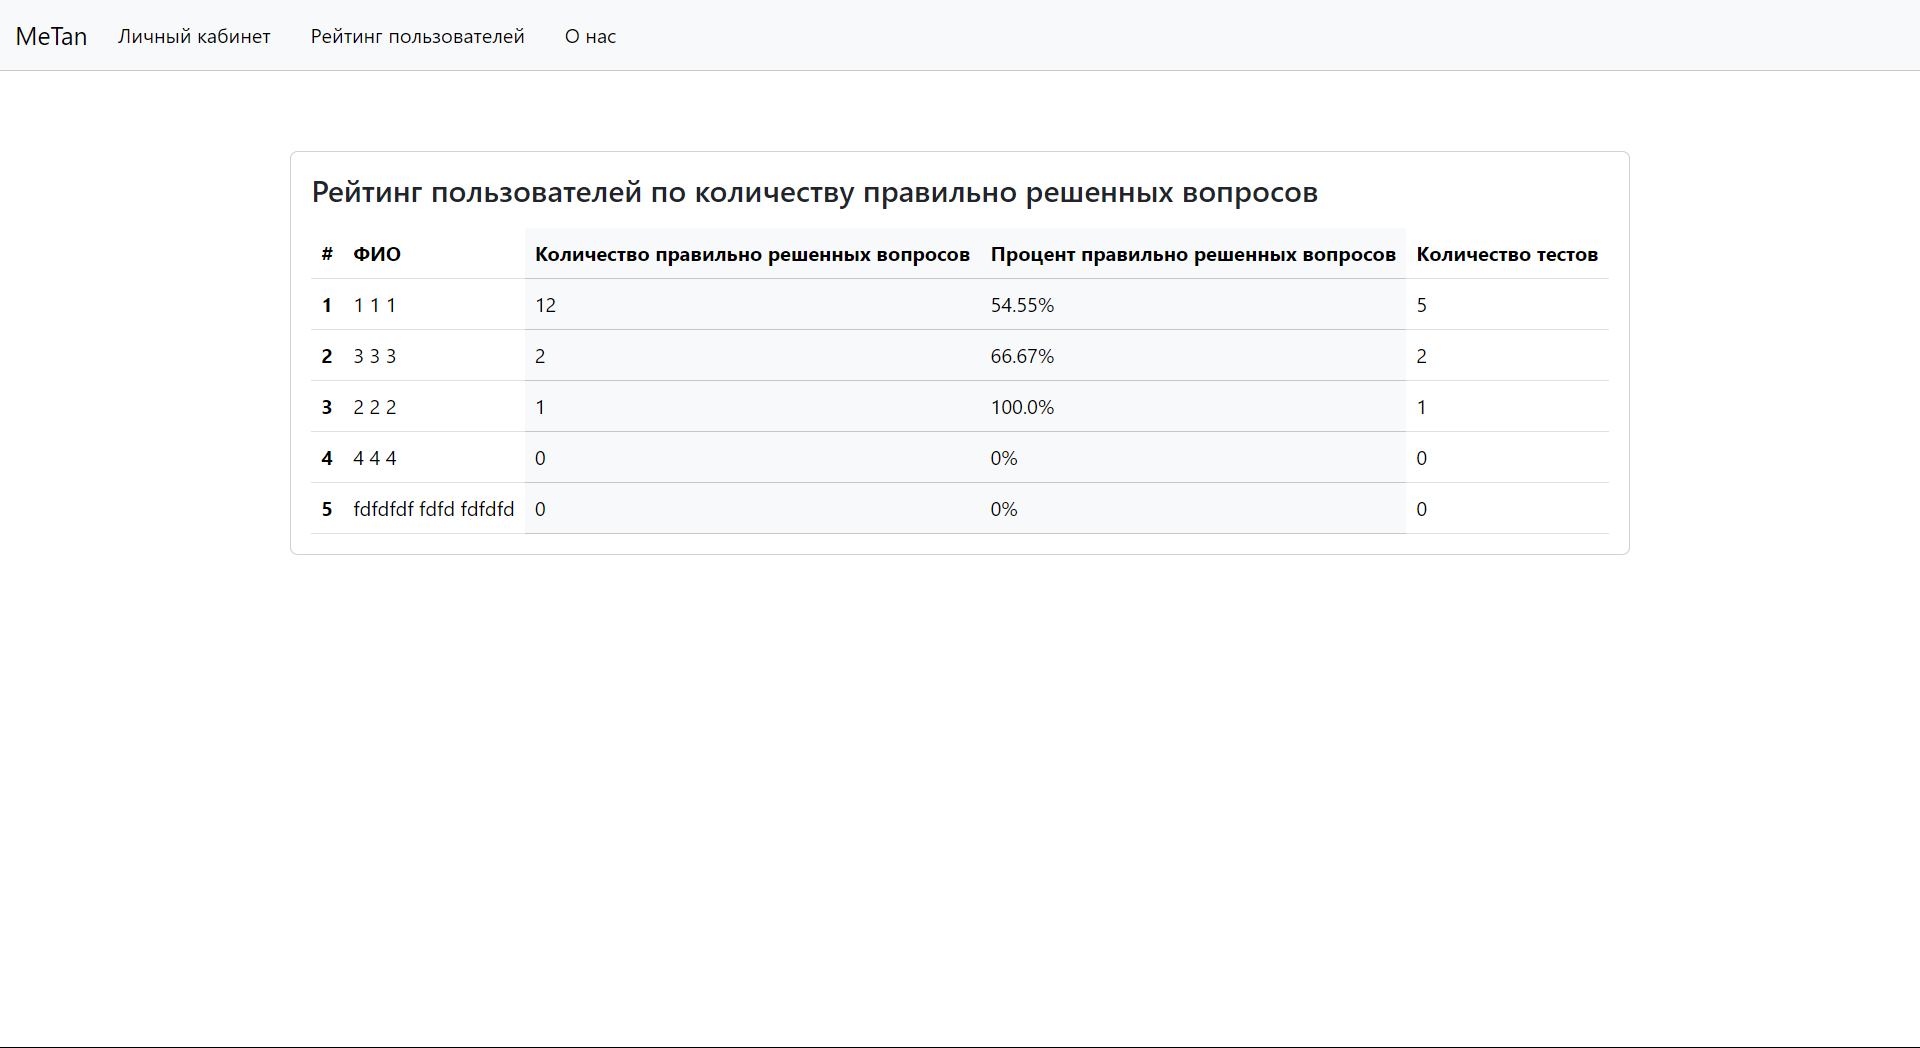 MeTan Личный кабинет Рейтинг пользователей О нас
Рейтинг пользователей по количеству правильно решенных вопросов
# ФИО Количество правильно решенных вопросов Процент правильно решенных вопросов Количество тестов
1 1 1 1 12 54.55% 5
2 3 3 3 2 66.67% 2
3 2 2 2 1 100.0% 1
4 4 4 4 0 0% 0
5 fdfdfdf fdfd fdfdfd 0 0% 0